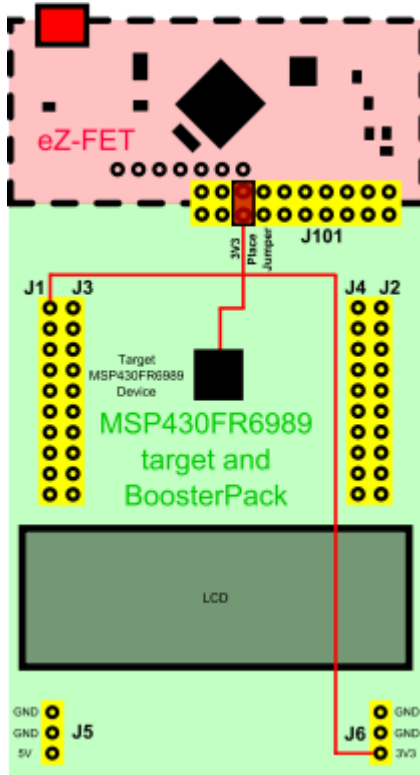 eZ-FET
J101
3V3
Place
Jumper
J1
J3
J4
J2
Target
MSP430FR6989
Device
MSP430FR6989
target and
BoosterPack
LCD
GND
GND
5V
J5
J6
GND
GND
3V3